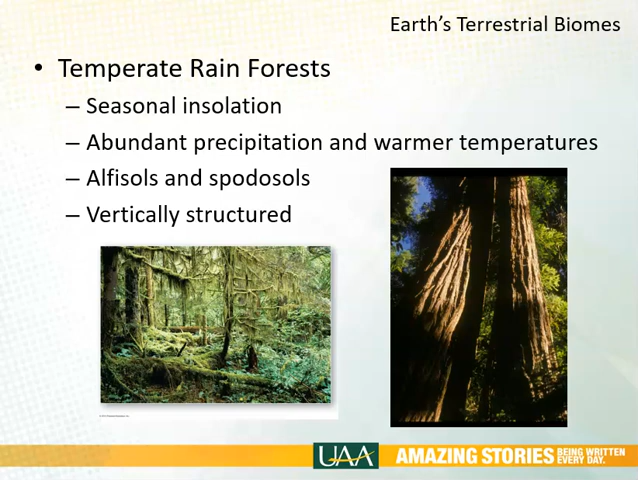 Earth's Terrestrial Biomes
• Temperate Rain Forests
– Seasonal insolation
– Abundant precipitation and warmer temperatures
– Alfisols and spodosols
– Vertically structured
UAA AMAZING STORIES BEING WRITTEN
EVERY DAY.